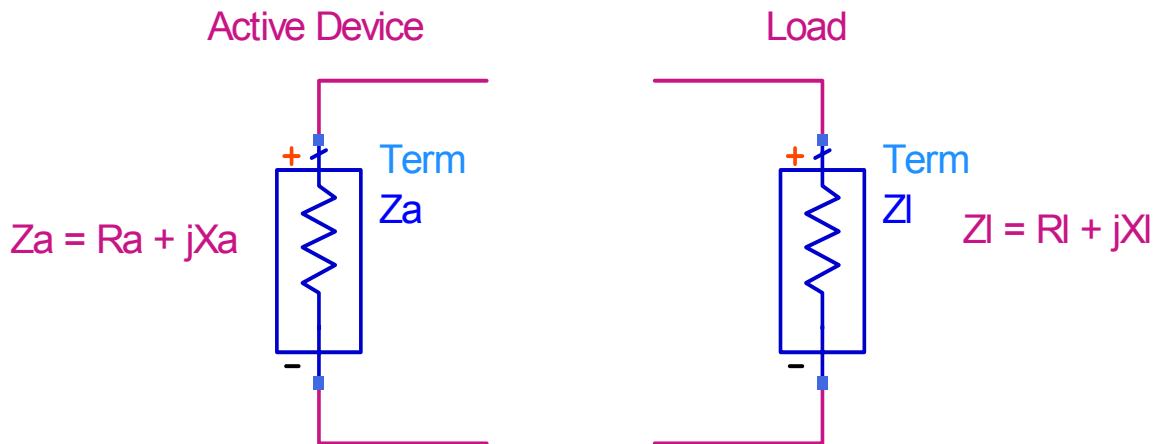 Active Device
Load
+
Term
Za
Za = Ra + jXa
-
+
Term
Zl
Zl = Rl + jXl
-